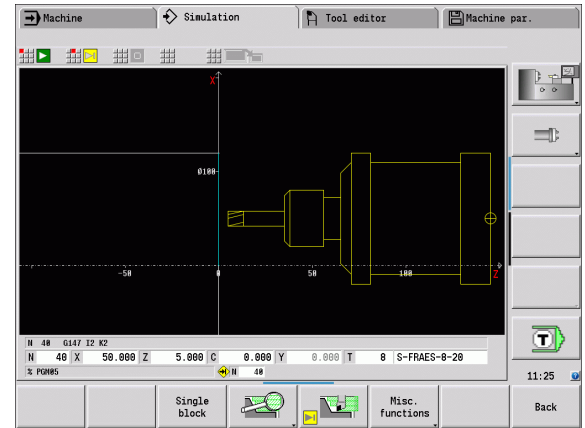 Machine
Simulation
Tool editor
Machine par.
X
Ø100
-50
0
50
100
Z
N 40 G147 I2 K2
N 40 X 50.000 Z 5.000 C 0.000 Y 0.000 T 8 S-FRAES-8-20
% PGM05
N 40
T
11:25
Single block
Misc. functions
Back